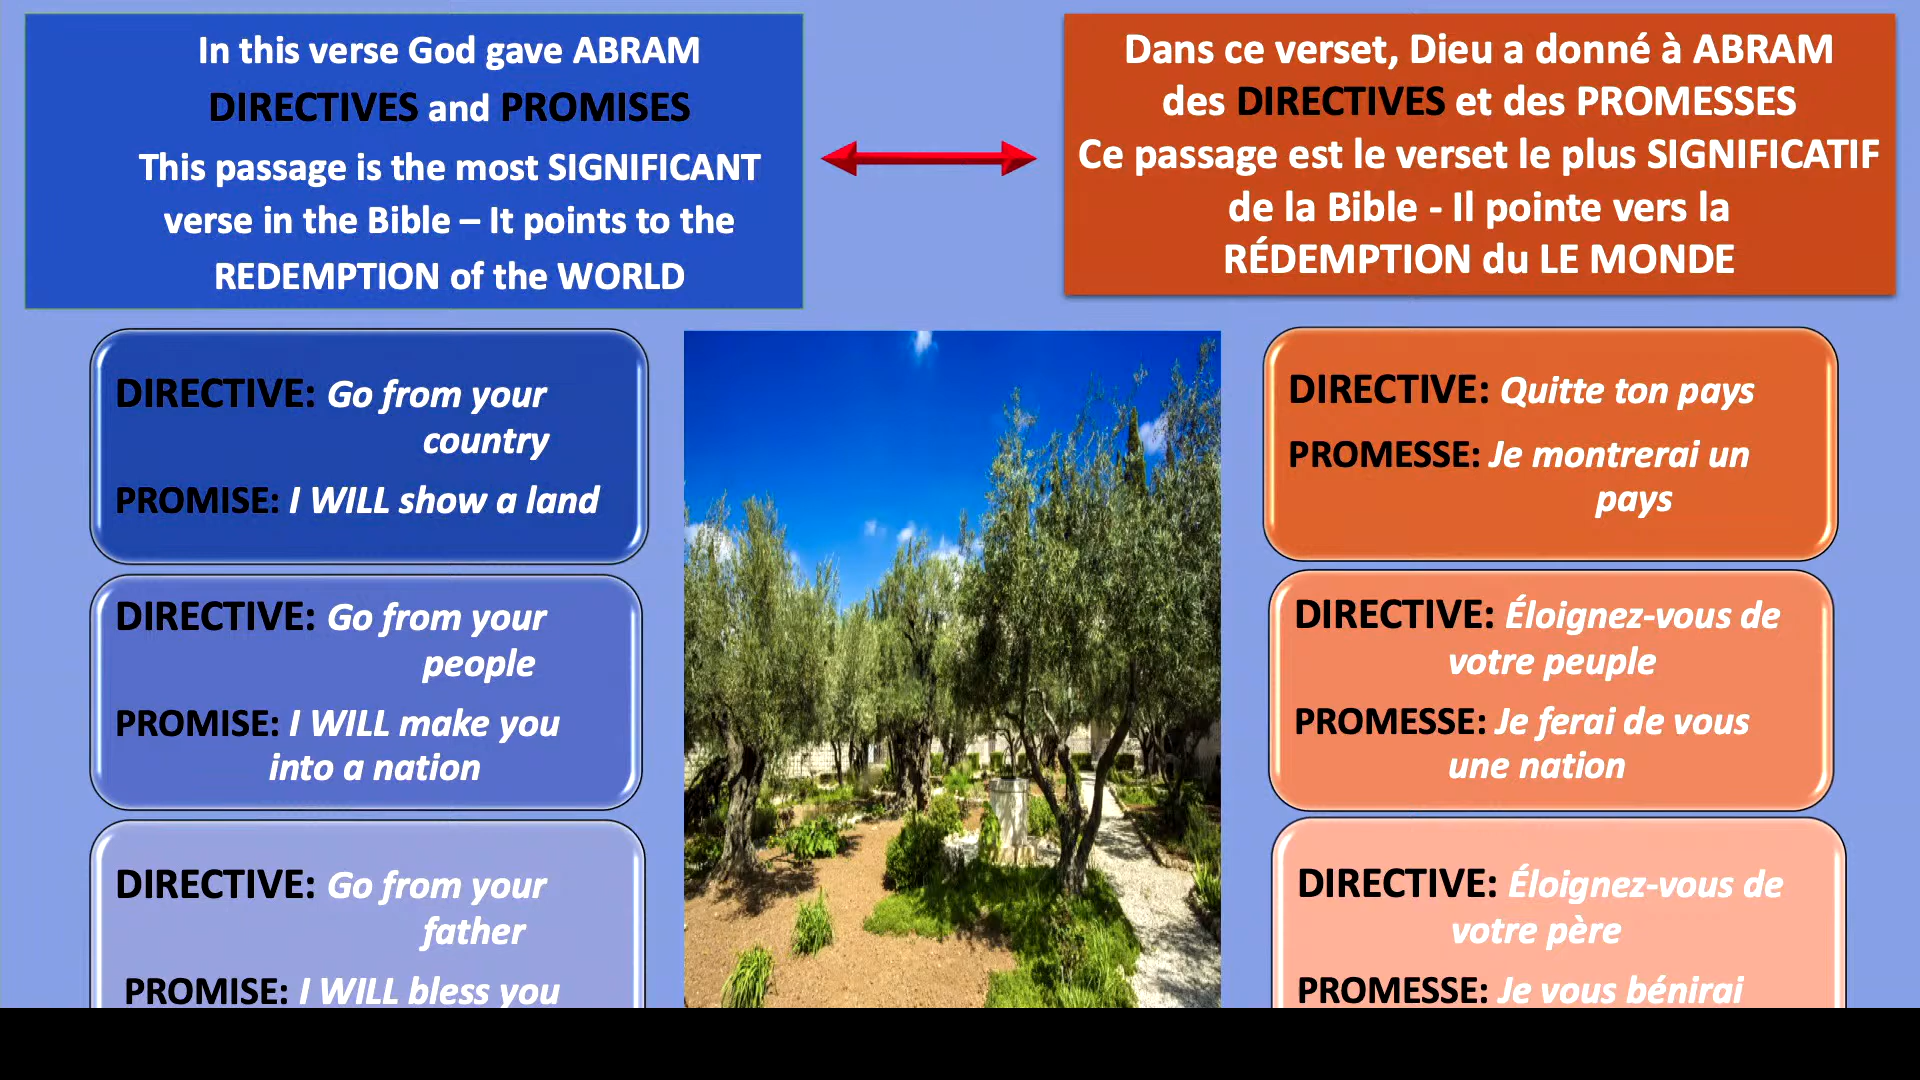 In this verse God gave ABRAM
DIRECTIVES and PROMISES
This passage is the most SIGNIFICANT
verse in the Bible – It points to the
REDEMPTION of the WORLD
Dans ce verset, Dieu a donné à ABRAM
des DIRECTIVES et des PROMESSES
Ce passage est le verset le plus SIGNIFICATIF
de la Bible - Il pointe vers la
RÉDEMPTION du LE MONDE
DIRECTIVE: Go from your
country
PROMISE: I WILL show a land
DIRECTIVE: Go from your
people
PROMISE: I WILL make you
into a nation
DIRECTIVE: Go from your
father
PROMISE: I WILL bless you
DIRECTIVE: Quitte ton pays
PROMESSE: Je montrerai un
pays
DIRECTIVE: Éloignez-vous de
votre peuple
PROMESSE: Je ferai de vous
une nation
DIRECTIVE: Éloignez-vous de
votre père
PROMESSE: Je vous bénirai